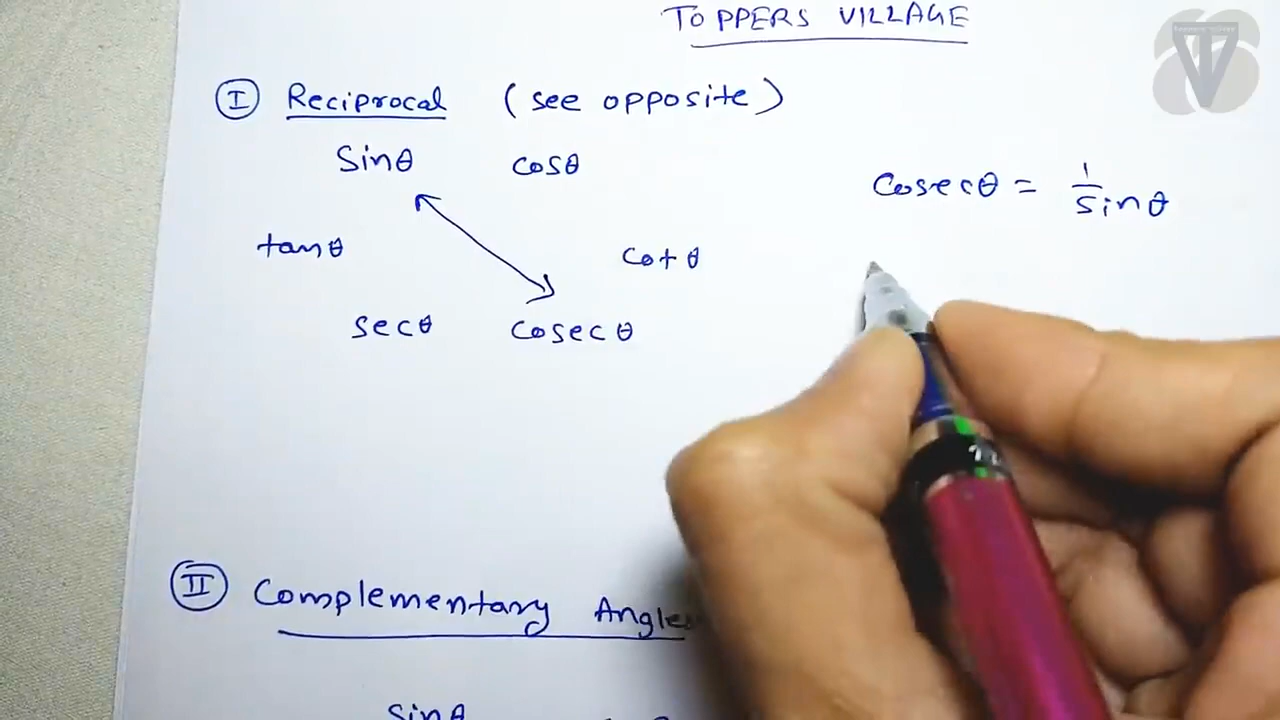 TOPPERS VILLAGE
I Reciprocal (see opposite)
Sinθ cosθ
Cosecθ = 1/Sinθ
tanθ cotθ
secθ cosecθ
II Complementary Angles
Sinθ